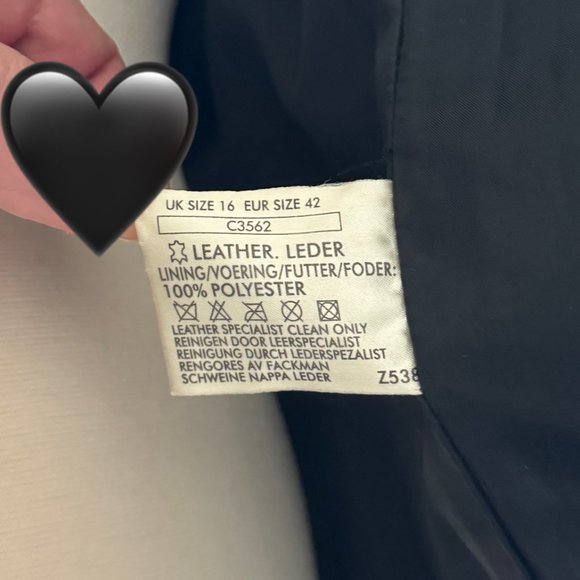 UK SIZE 16 EUR SIZE 42
C3562
LEATHER. LEDER
LINING/VOERING/FUTTER/FODER:
100% POLYESTER
LEATHER SPECIALIST CLEAN ONLY
REINIGEN DOOR LEERSPECIALIST
REINIGUNG DURCH LEDERSPEZALIST
RENGORES AV FACKMAN
SCHWEINE NAPPA LEDER Z538